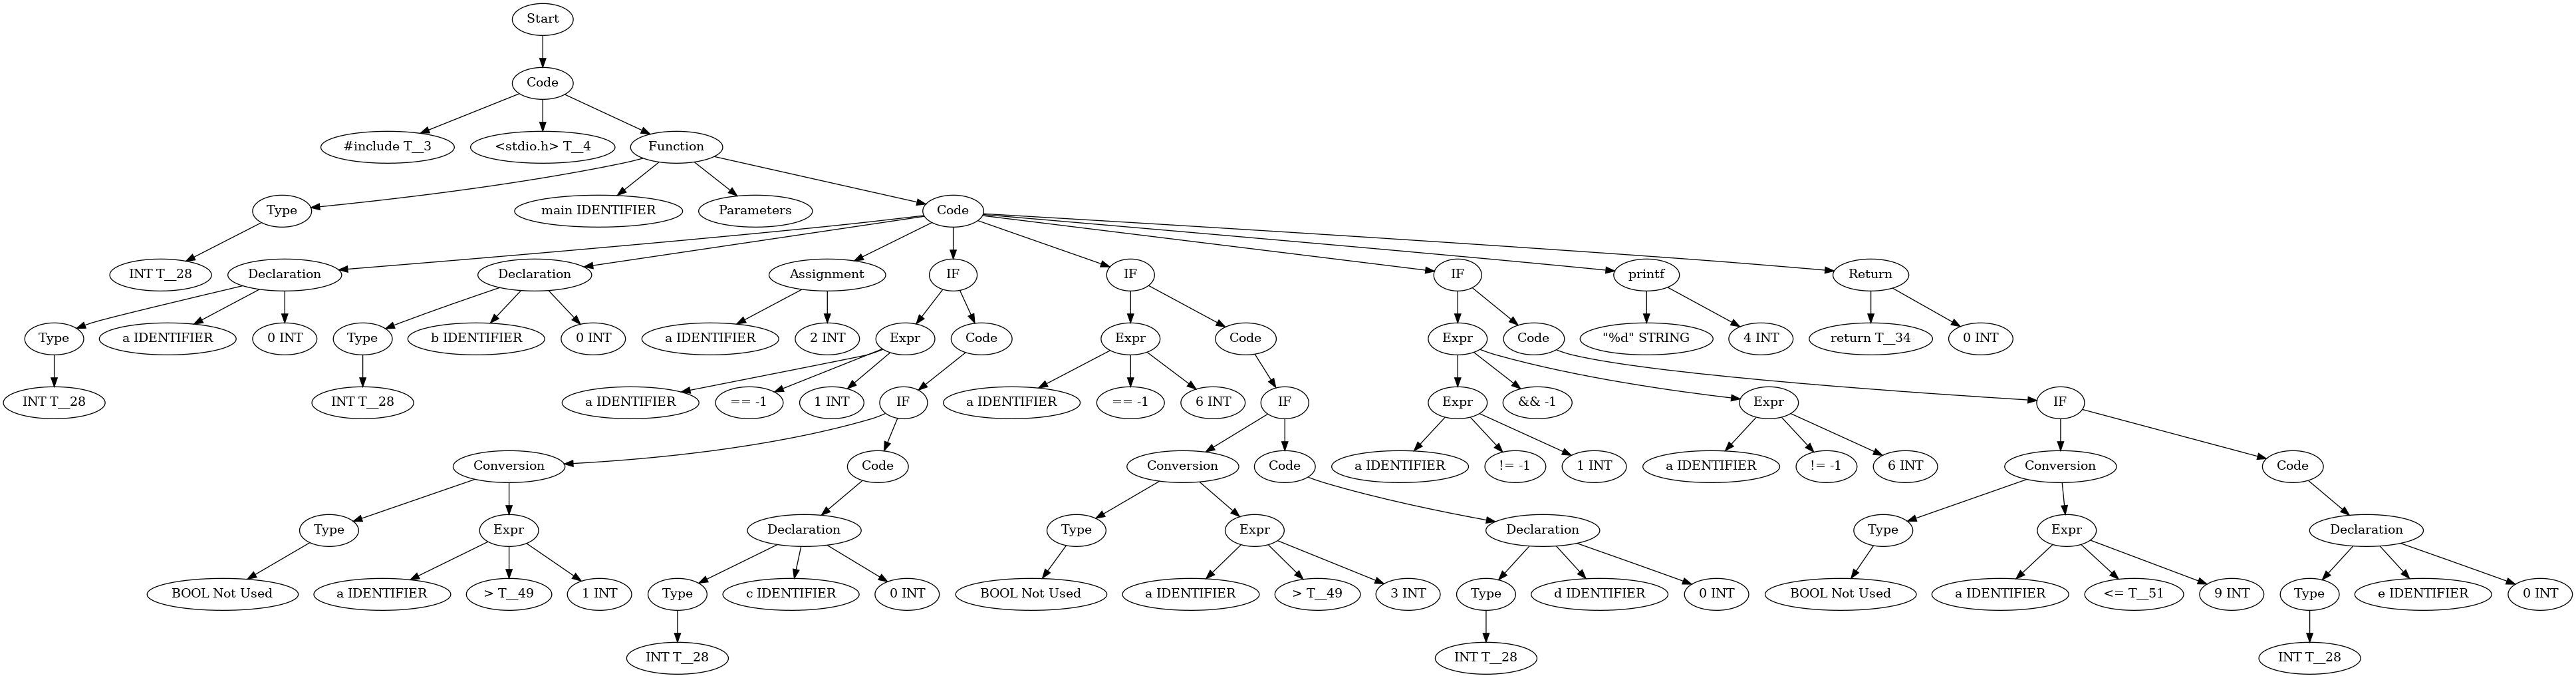 Start
Code
#include T__3
<stdio.h> T__4
Function
Type
main IDENTIFIER
Parameters
Code
INT T__28
Declaration
Declaration
Assignment
IF
IF
IF
printf
Return
Type
a IDENTIFIER
0 INT
Type
b IDENTIFIER
0 INT
a IDENTIFIER
2 INT
Expr
Code
Expr
Code
Expr
Code
"%d" STRING
4 INT
return T__34
0 INT
INT T__28
INT T__28
a IDENTIFIER
== -1
1 INT
IF
a IDENTIFIER
== -1
6 INT
IF
Expr
&& -1
Expr
IF
Conversion
Code
Conversion
Code
a IDENTIFIER
!= -1
1 INT
a IDENTIFIER
!= -1
6 INT
Conversion
Code
Type
Expr
Declaration
Type
Expr
Declaration
Type
Expr
Declaration
BOOL Not Used
a IDENTIFIER
> T__49
1 INT
Type
c IDENTIFIER
0 INT
BOOL Not Used
a IDENTIFIER
> T__49
3 INT
Type
d IDENTIFIER
0 INT
BOOL Not Used
a IDENTIFIER
<= T__51
9 INT
Type
e IDENTIFIER
0 INT
INT T__28
INT T__28
INT T__28